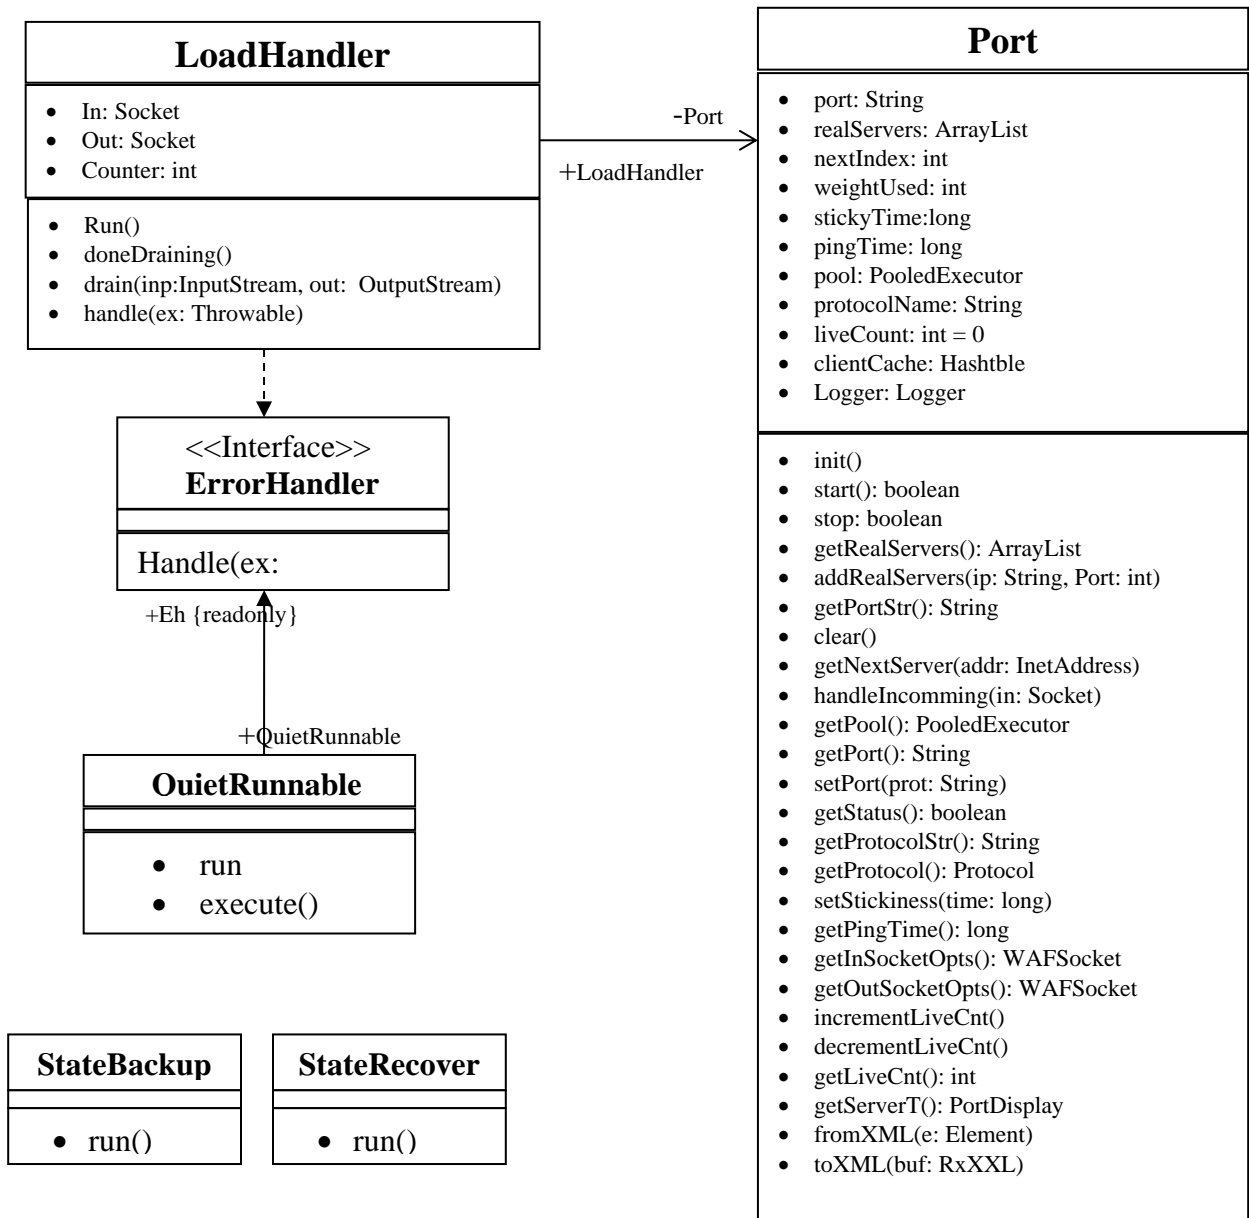 LoadHandler
In: Socket
Out: Socket
Counter: int
Run()
doneDraining()
drain(inp:InputStream, out: OutputStream)
handle(ex: Throwable)
-Port
+LoadHandler
<<Interface>>
ErrorHandler
Handle(ex:
+Eh {readonly}
+QuietRunnable
OuietRunnable
run
execute()
StateBackup
run()
StateRecover
run()
Port
port: String
realServers: ArrayList
nextIndex: int
weightUsed: int
stickyTime:long
pingTime: long
pool: PooledExecutor
protocolName: String
liveCount: int = 0
clientCache: Hashtble
Logger: Logger
init()
start(): boolean
stop: boolean
getRealServers(): ArrayList
addRealServers(ip: String, Port: int)
getPortStr(): String
clear()
getNextServer(addr: InetAddress)
handleIncomming(in: Socket)
getPool(): PooledExecutor
getPort(): String
setPort(prot: String)
getStatus(): boolean
getProtocolStr(): String
getProtocol(): Protocol
setStickiness(time: long)
getPingTime(): long
getInSocketOpts(): WAFSocket
getOutSocketOpts(): WAFSocket
incrementLiveCnt()
decrementLiveCnt()
getLiveCnt(): int
getServerT(): PortDisplay
fromXML(e: Element)
toXML(buf: RxXXL)